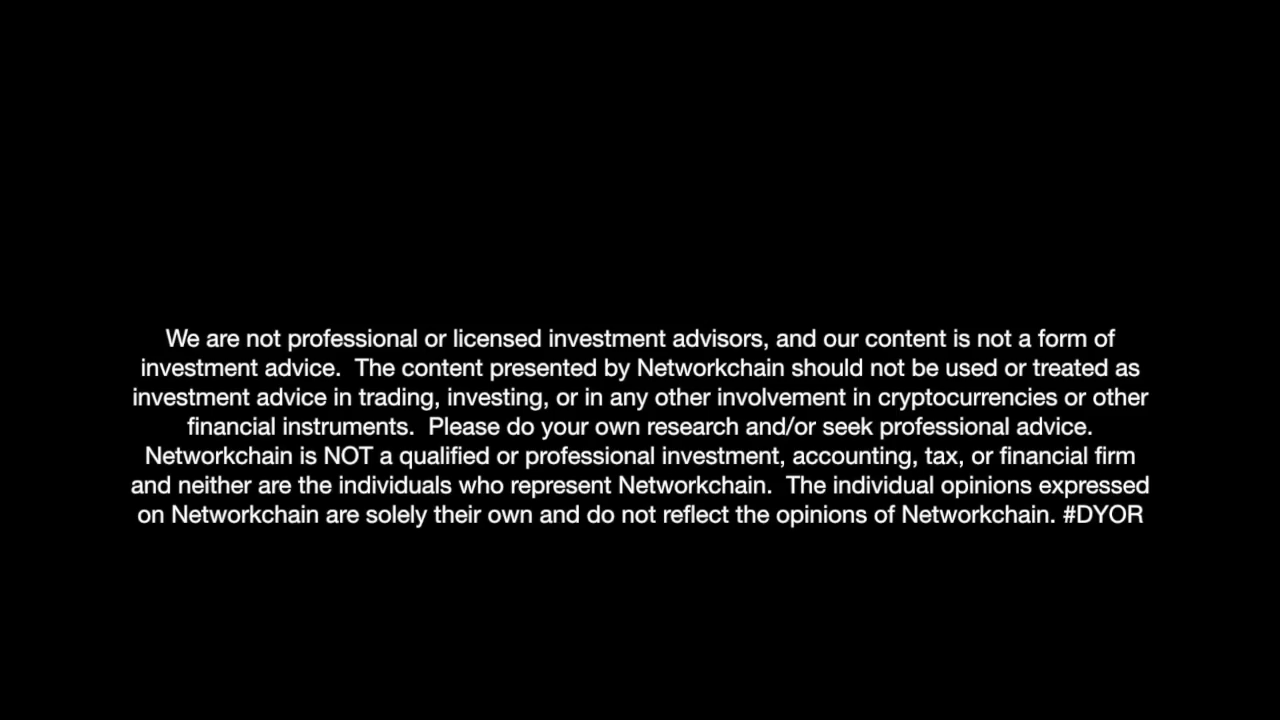 We are not professional or licensed investment advisors, and our content is not a form of
investment advice.  The content presented by Networkchain should not be used or treated as
investment advice in trading, investing, or in any other involvement in cryptocurrencies or other
financial instruments.  Please do your own research and/or seek professional advice.
Networkchain is NOT a qualified or professional investment, accounting, tax, or financial firm
and neither are the individuals who represent Networkchain.  The individual opinions expressed
on Networkchain are solely their own and do not reflect the opinions of Networkchain. #DYOR